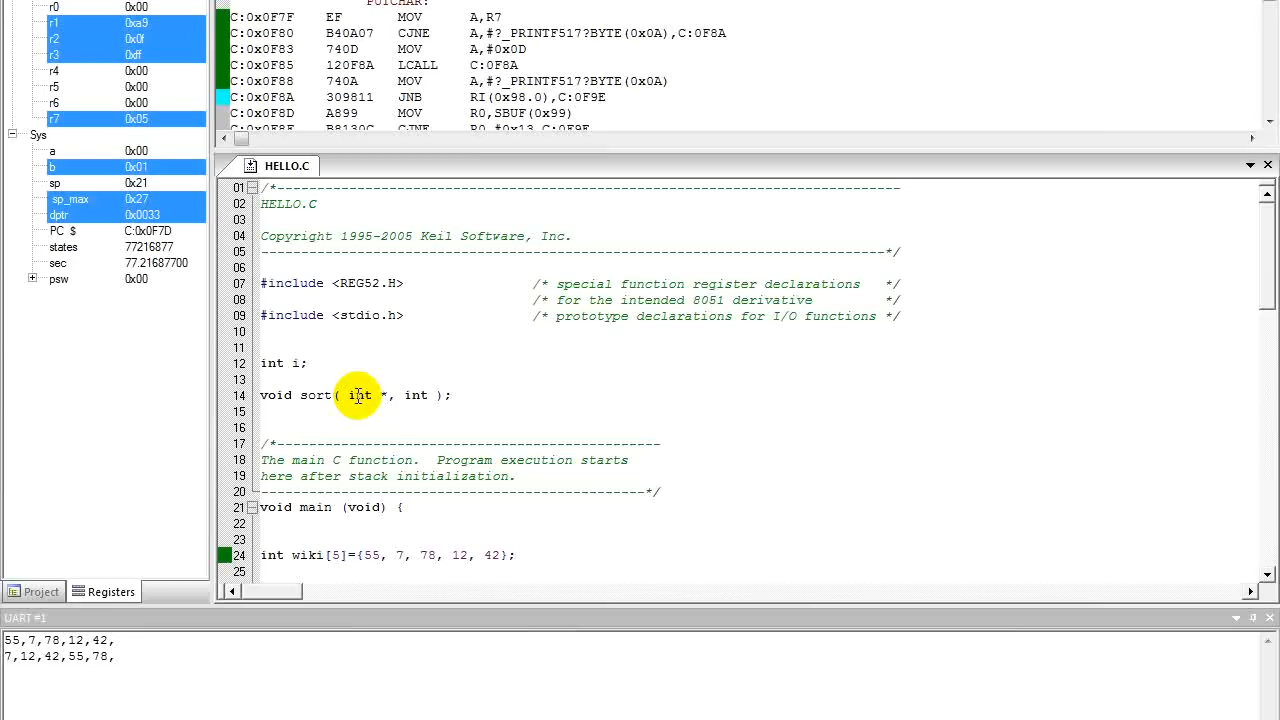 r0 0x00
r1 0xa9
r2 0x0f
r3 0xff
r4 0x00
r5 0x00
r6 0x00
r7 0x05
Sys
a 0x00
b 0x01
sp 0x21
sp_max 0x27
dptr 0x0033
PC $ C:0x0F7D
states 77216877
sec 77.21687700
psw 0x00
Project Registers
PUTCHAR:
C:0x0F7F EF MOV A,R7
C:0x0F80 B40A07 CJNE A,#?_PRINTF517?BYTE(0x0A),C:0F8A
C:0x0F83 740D MOV A,#0x0D
C:0x0F85 120F8A LCALL C:0F8A
C:0x0F88 740A MOV A,#?_PRINTF517?BYTE(0x0A)
C:0x0F8A 309811 JNB RI(0x98.0),C:0F9E
C:0x0F8D A899 MOV R0,SBUF(0x99)
C:0x0F8F B8130C CJNE R0,#0x13,C:0F9E
HELLO.C
01 /*------------------------------------------------------------------------------
02 HELLO.C
03
04 Copyright 1995-2005 Keil Software, Inc.
05 ------------------------------------------------------------------------------*/
06
07 #include <REG52.H> /* special function register declarations */
08 /* for the intended 8051 derivative */
09 #include <stdio.h> /* prototype declarations for I/O functions */
10
11
12 int i;
13
14 void sort( int *, int );
15
16
17 /*------------------------------------------------
18 The main C function. Program execution starts
19 here after stack initialization.
20 ------------------------------------------------*/
21 void main (void) {
22
23
24 int wiki[5]={55, 7, 78, 12, 42};
25
UART #1
55,7,78,12,42,
7,12,42,55,78,